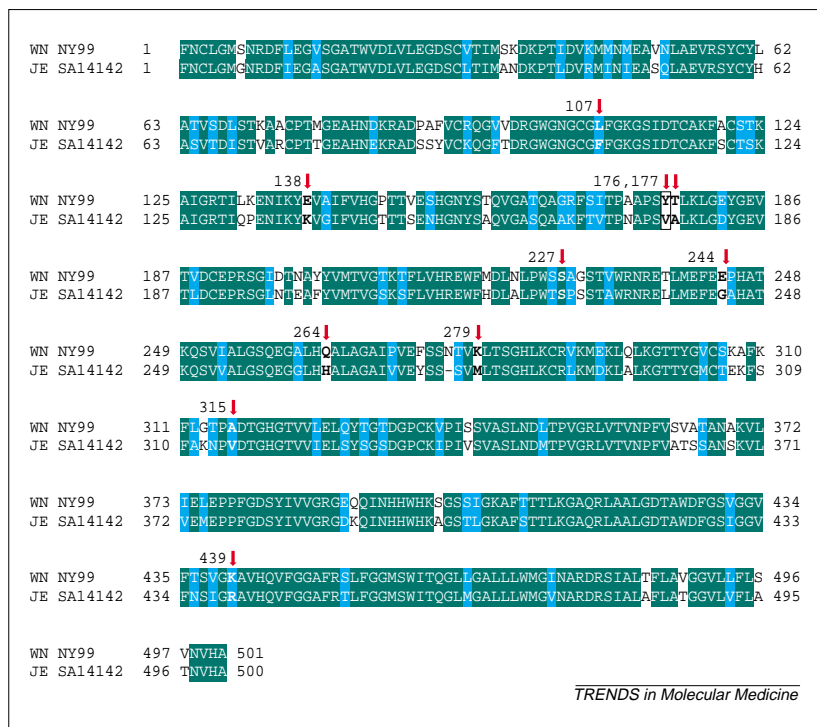 WN NY99 1 FNCLGMSNRDFLEGVSGATWVDLVLEGDSCVTIMSKDKPTIDVKMMNMEAVNLAEVRSYCYL 62
JE SA14142 1 FNCLGMGNRDFIEGASGATWVDLVLEGDSCLTIMANDKPTLDVRMINIEASQLAEVRSYCYH 62
107
WN NY99 63 ATVSDLSTKAACPTMGEAHNDKRADPAFVCRQGVVDRGWGNGCGLFGKGSIDTCAKFACSTK 124
JE SA14142 63 ASVTDISTVARCPTTGEAHNEKRADSSYVCKQGFTDRGWGNGCGFFGKGSIDTCAKFSCTSK 124
138 176,177
WN NY99 125 AIGRTILKENIKYEVAIFVHGPTTVESHGNYSTQVGATQAGRFSITPAAPSYTLKLGEYGEV 186
JE SA14142 125 AIGRTIQPENIKYKVGIFVHGTTTSENHGNYSAQVGASQAAKFTVTPNAPSVALKLGDYGEV 186
227 244
WN NY99 187 TVDCEPRSGIDTNAYYVMTVGTKTFLVHREWFMDLNLPWSSAGSTVWRNRETLMEFEEPHAT 248
JE SA14142 187 TLDCEPRSGLNTEAFYVMTVGSKSFLVHREWFHDLALPWTSPSSTAWRNRELLMEFEGAHAT 248
264 279
WN NY99 249 KQSVIALGSQEGALHQALAGAIPVEFSSNTVKLTSGHLKCRVKMEKLQLKGTTYGVCSKAFK 310
JE SA14142 249 KQSVVALGSQEGGLHHALAGAIVVEYSS-SVMLTSGHLKCRLKMDKLALKGTTYGMCTEKFS 309
315
WN NY99 311 FLGTPADTGHGTVVLELQYTGTDGPCKVPISSVASLNDLTPVGRLVTVNPFVSVATANAKVL 372
JE SA14142 310 FAKNPVDTGHGTVVIELSYSGSDGPCKIPIVSVASLNDMTPVGRLVTVNPFVATSSANSKVL 371
WN NY99 373 IELEPPFGDSYIVVGRGEQQINHHWHKSGSSIGKAFTTTLKGAQRLAALGDTAWDFGSVGGV 434
JE SA14142 372 VEMEPPFGDSYIVVGRGDKQINHHWHKAGSTLGKAFSTTLKGAQRLAALGDTAWDFGSIGGV 433
439
WN NY99 435 FTSVGKAVHQVFGGAFRSLFGGMSWITQGLLGALLLWMGINARDRSIALTFLAVGGVLLFLS 496
JE SA14142 434 FNSIGRAVHQVFGGAFRTLFGGMSWITQGLMGALLLWMGVNARDRSIALAFLATGGVLVFLA 495
WN NY99 497 VNVHA 501
JE SA14142 496 TNVHA 500
TRENDS in Molecular Medicine